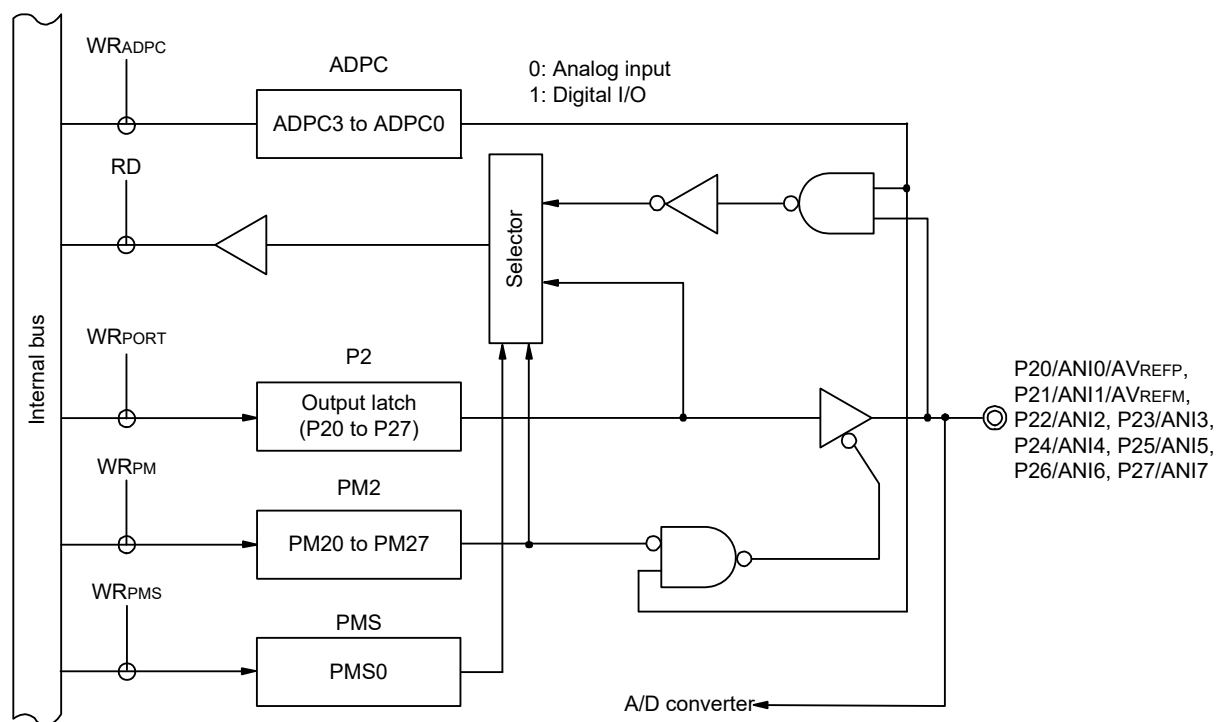 WRADPC
ADPC
0: Analog input
1: Digital I/O
ADPC3 to ADPC0
RD
Selector
Internal bus
WRPORT
P2
Output latch
(P20 to P27)
P20/ANI0/AVREFP,
P21/ANI1/AVREFM,
P22/ANI2, P23/ANI3,
P24/ANI4, P25/ANI5,
P26/ANI6, P27/ANI7
WRPM
PM2
PM20 to PM27
WRPMS
PMS
PMS0
A/D converter